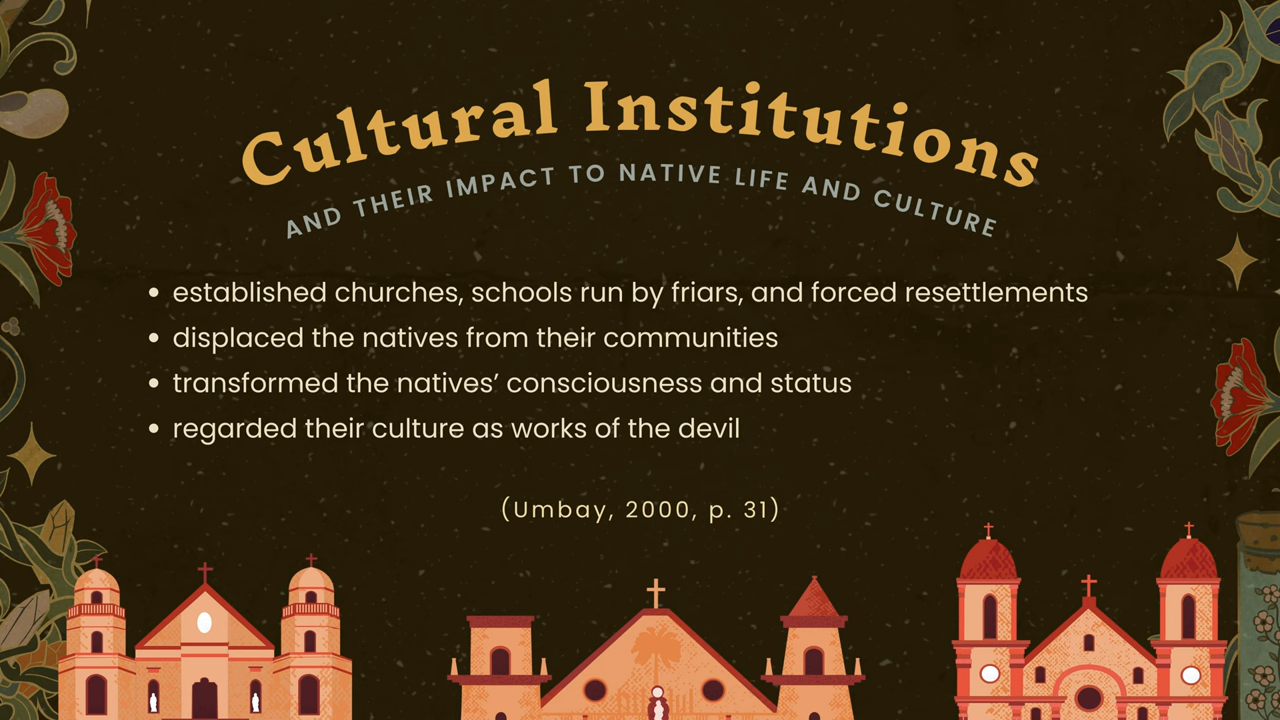 Cultural Institutions
AND THEIR IMPACT TO NATIVE LIFE AND CULTURE
• established churches, schools run by friars, and forced resettlements
• displaced the natives from their communities
• transformed the natives’ consciousness and status
• regarded their culture as works of the devil
(Umbay, 2000, p. 31)